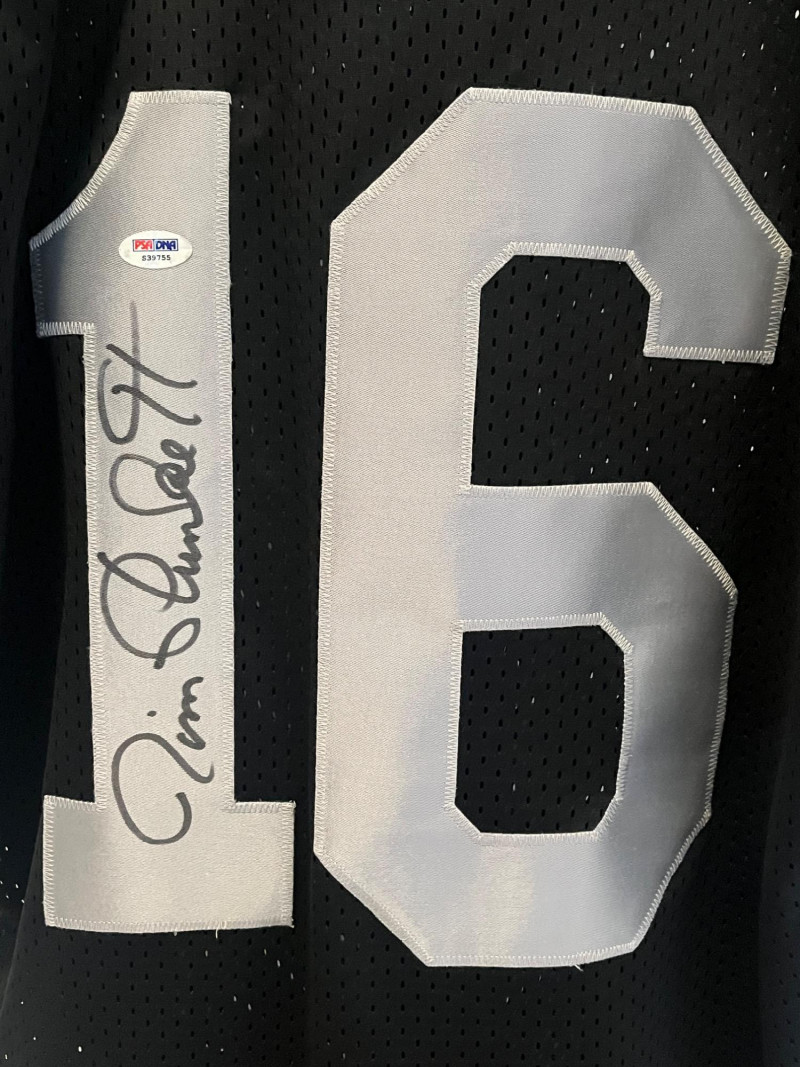 16
PSA DNA
S39755
Jim Plunkett